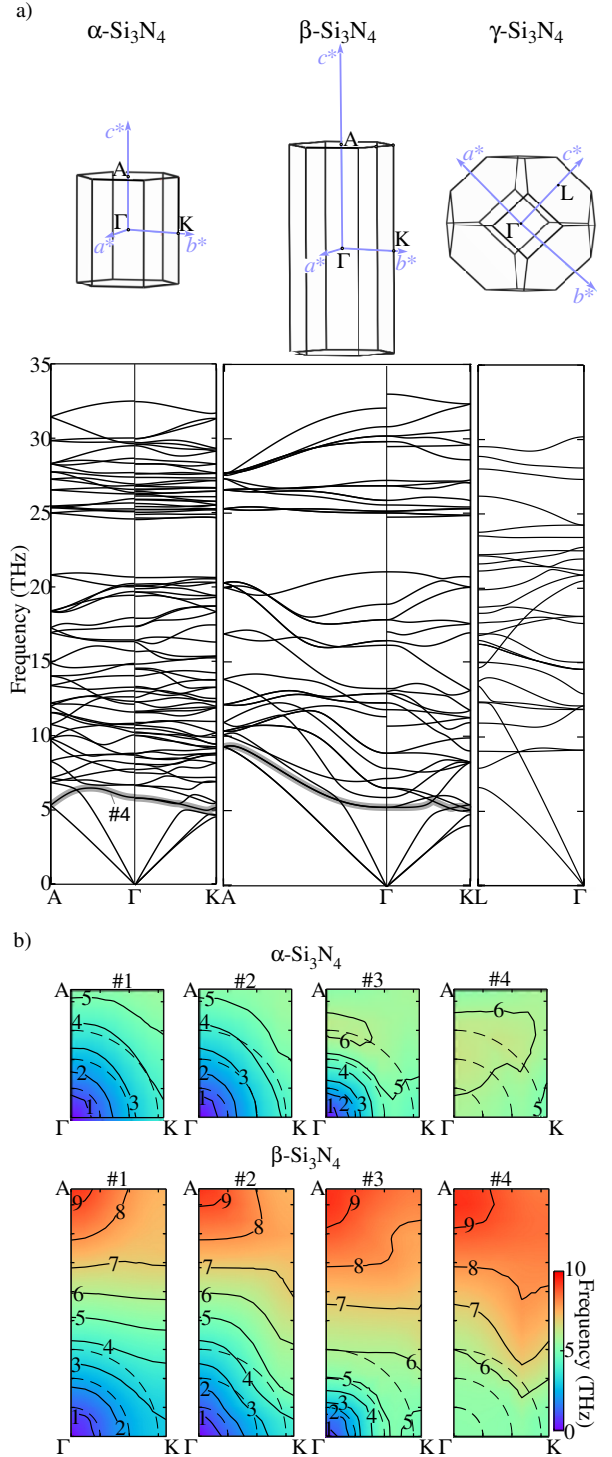 a)
α-Si3N4 β-Si3N4 γ-Si3N4
c* A Γ K a* b*
c* A K Γ a* b*
a* c* L Γ b*
35
30
25
20
15
10
5
0
Frequency (THz)
#4
A Γ K A Γ K L Γ
b)
α-Si3N4
#1 #2 #3 #4
A 5 4 2 1 3 Γ K
A 5 4 2 1 3 Γ K
A 6 5 4 2 1 3 5 Γ K
A 6 6 5 Γ K
β-Si3N4
#1 #2 #3 #4
A 9 8 7 6 5 4 3 1 2 Γ K
A 9 8 7 6 5 4 3 2 1 Γ K
A 9 8 7 6 5 3 2 1 4 5 Γ K
A 9 8 7 6 Γ K
10
5
0
Frequency (THz)